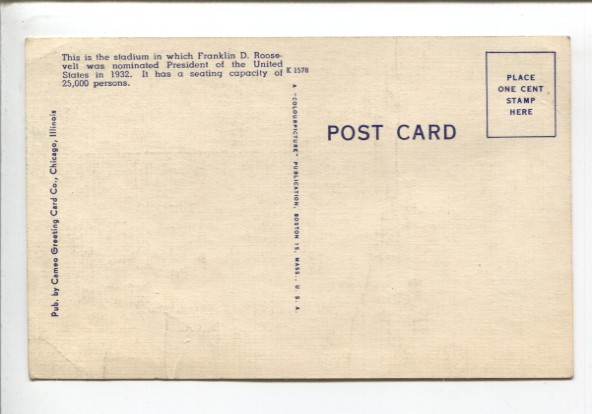 This is the stadium in which Franklin D. Roose-
velt was nominated President of the United
States in 1932. It has a seating capacity of
25,000 persons.
K 1578
PLACE
ONE CENT
STAMP
HERE
POST CARD
Pub. by Cameo Greeting Card Co., Chicago, Illinois
A "COLOURPICTURE" PUBLICATION, BOSTON 15, MASS., U. S. A.